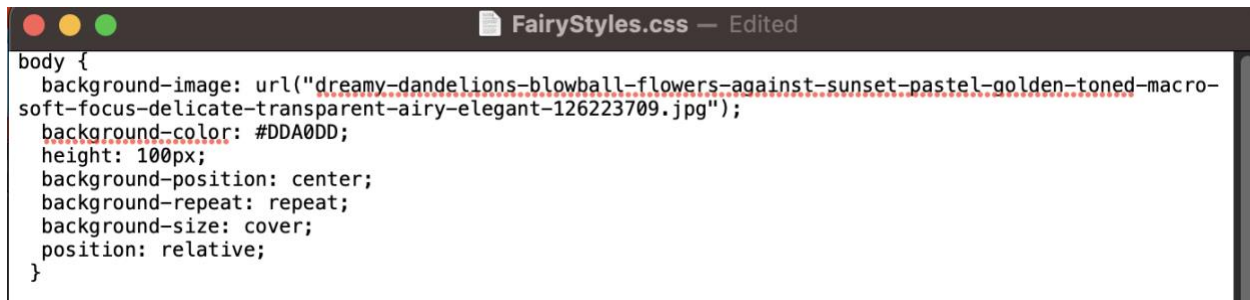 FairyStyles.css — Edited
body {
  background-image: url("dreamy-dandelions-blowball-flowers-against-sunset-pastel-golden-toned-macro-
soft-focus-delicate-transparent-airy-elegant-126223709.jpg");
  background-color: #DDA0DD;
  height: 100px;
  background-position: center;
  background-repeat: repeat;
  background-size: cover;
  position: relative;
 }